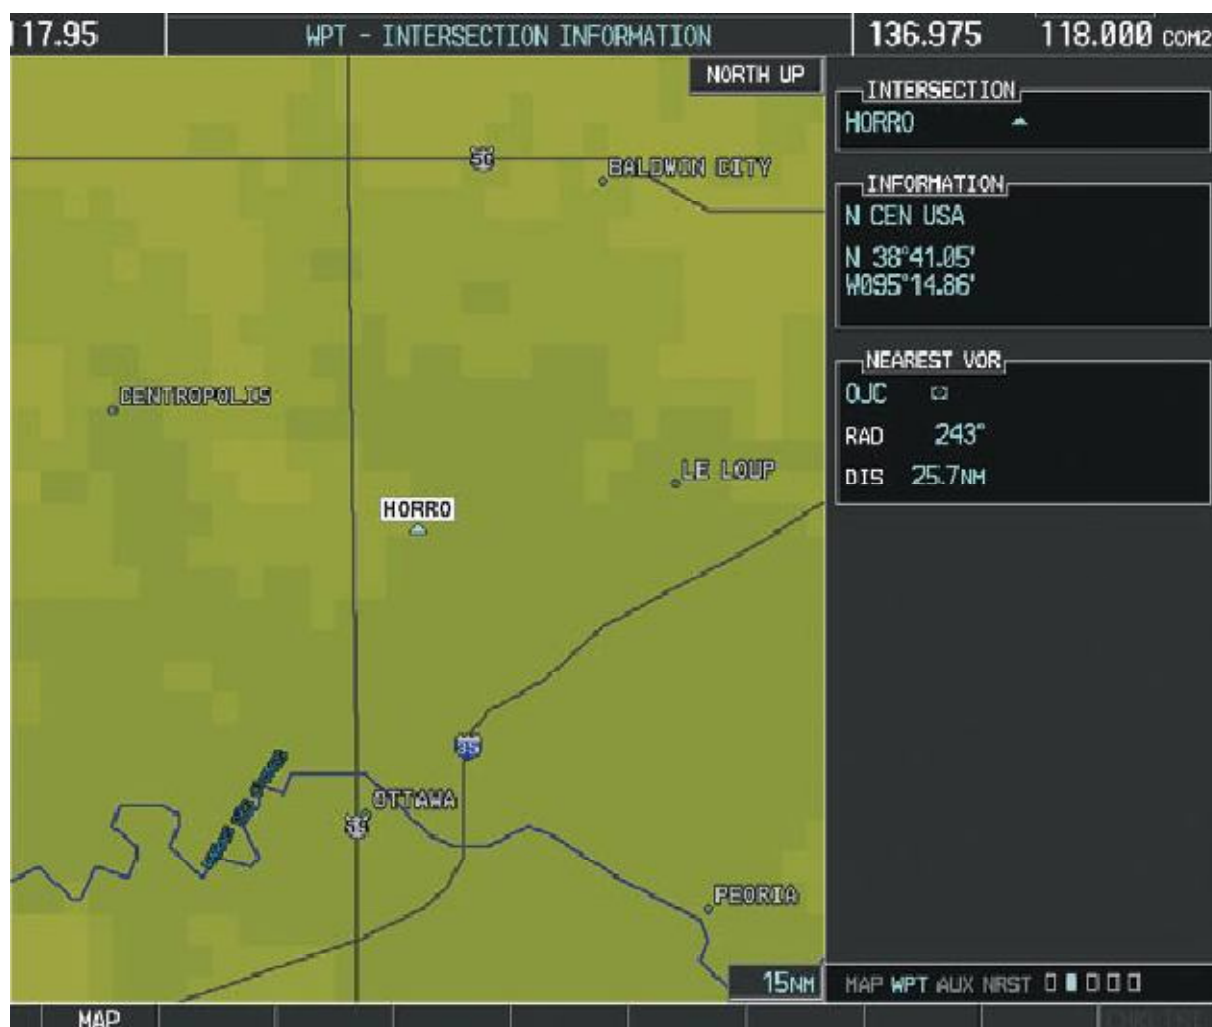 117.95 WPT - INTERSECTION INFORMATION 136.975 118.000 COM2
NORTH UP
INTERSECTION
HORRO
INFORMATION
N CEN USA
N 38°41.05'
W095°14.86'
NEAREST VOR
OJC
RAD 243°
DIS 25.7NM
56
BALDWIN CITY
CENTROPOLIS
LE LOUP
HORRO
35
OTTAWA
59
PEORIA
15NM
MAP WPT AUX NRST
MAP